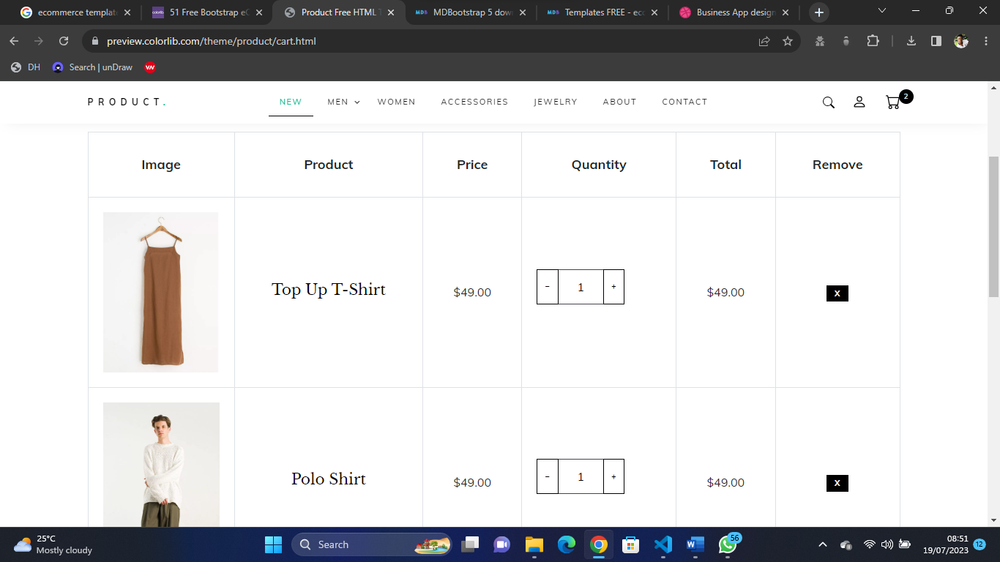 ecommerce templat
51 Free Bootstrap eC
Product Free HTML T
MDBootstrap 5 dow
Templates FREE - ec
Business App design
preview.colorlib.com/theme/product/cart.html
DH
Search | unDraw
PRODUCT.
NEW
MEN
WOMEN
ACCESSORIES
JEWELRY
ABOUT
CONTACT
2
Image
Product
Price
Quantity
Total
Remove
Top Up T-Shirt
$49.00
- 1 +
$49.00
X
Polo Shirt
$49.00
- 1 +
$49.00
X
25°C
Mostly cloudy
Search
56
08:51
19/07/2023
12